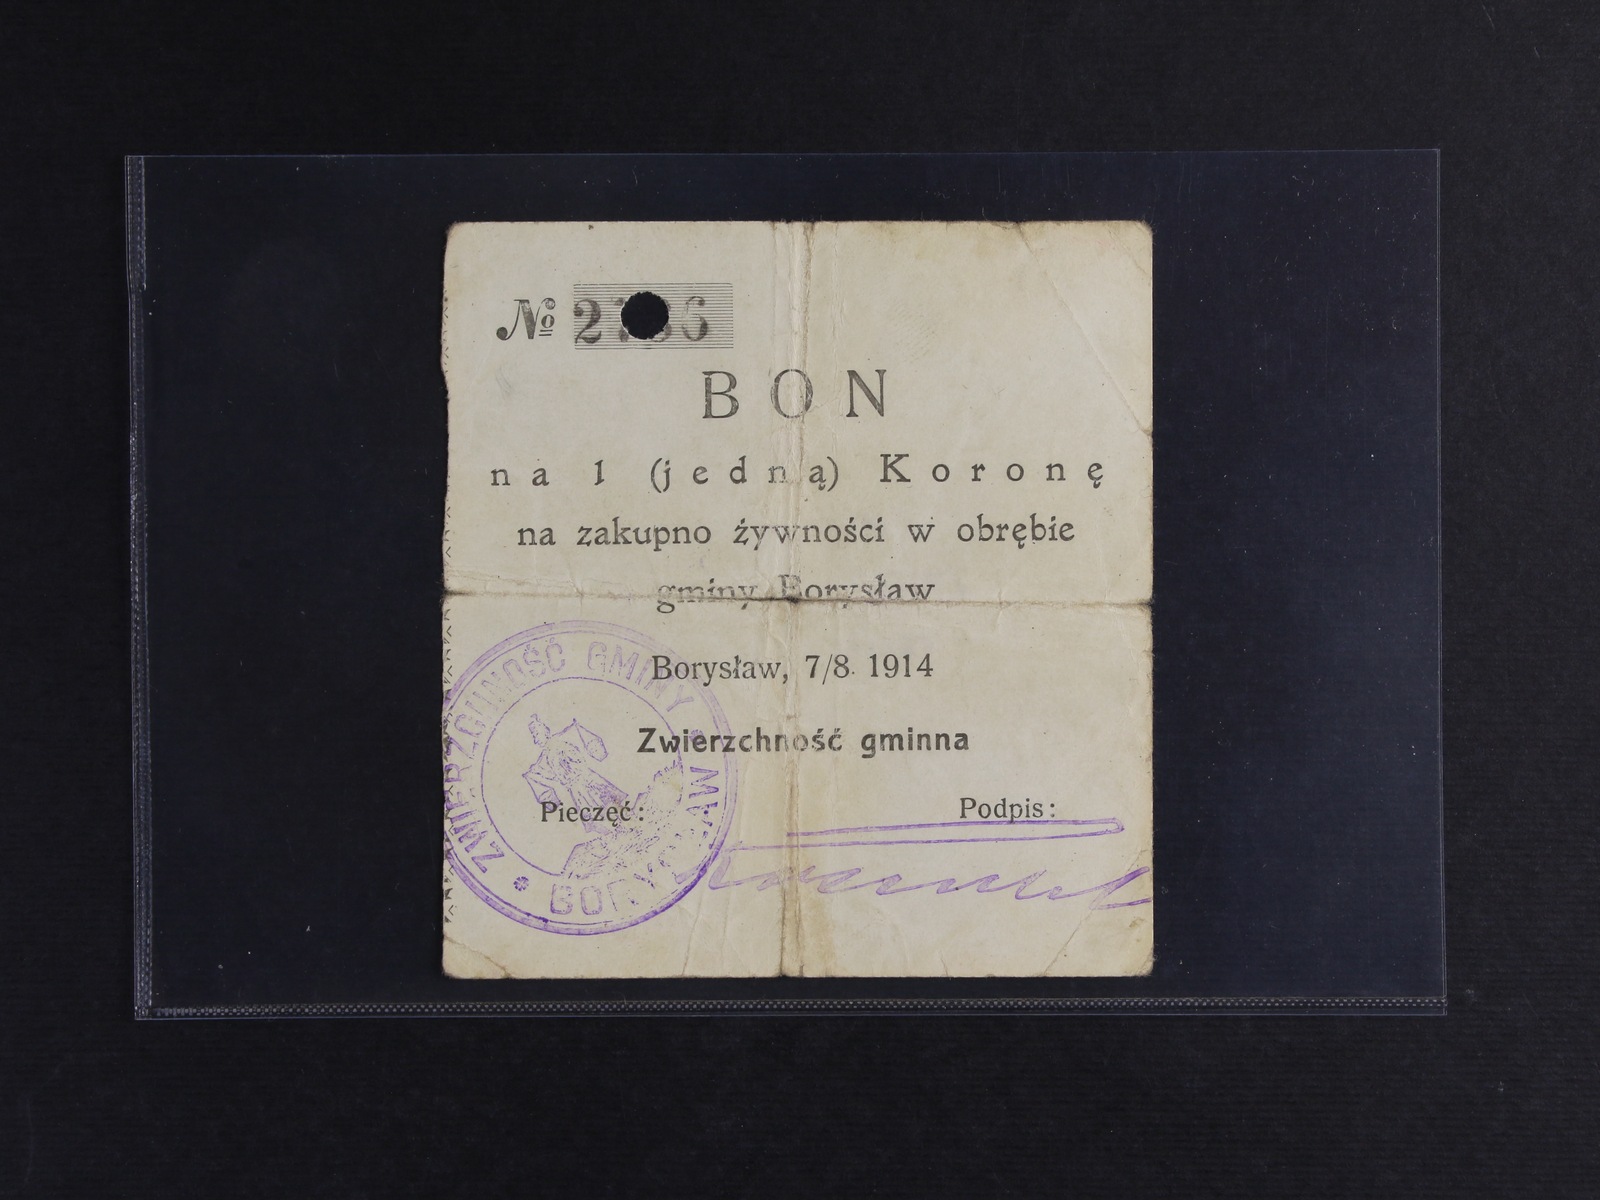 No
BON
na 1 (jedną) Koronę
na zakupno żywności w obrębie
gminy Borysław
Borysław, 7/8. 1914
Zwierzchność gminna
Pieczęć:
Podpis:
ZWIERZCHNOŚĆ GMINY * BORYSŁAW *